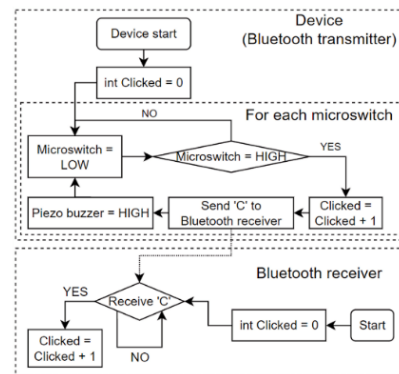 Device
(Bluetooth transmitter)
Device start
int Clicked = 0
For each microswitch
NO
Microswitch =
LOW
Microswitch = HIGH
YES
Piezo buzzer = HIGH
Send 'C' to
Bluetooth receiver
Clicked =
Clicked + 1
Bluetooth receiver
YES
Receive 'C'
int Clicked = 0
Start
Clicked =
Clicked + 1
NO